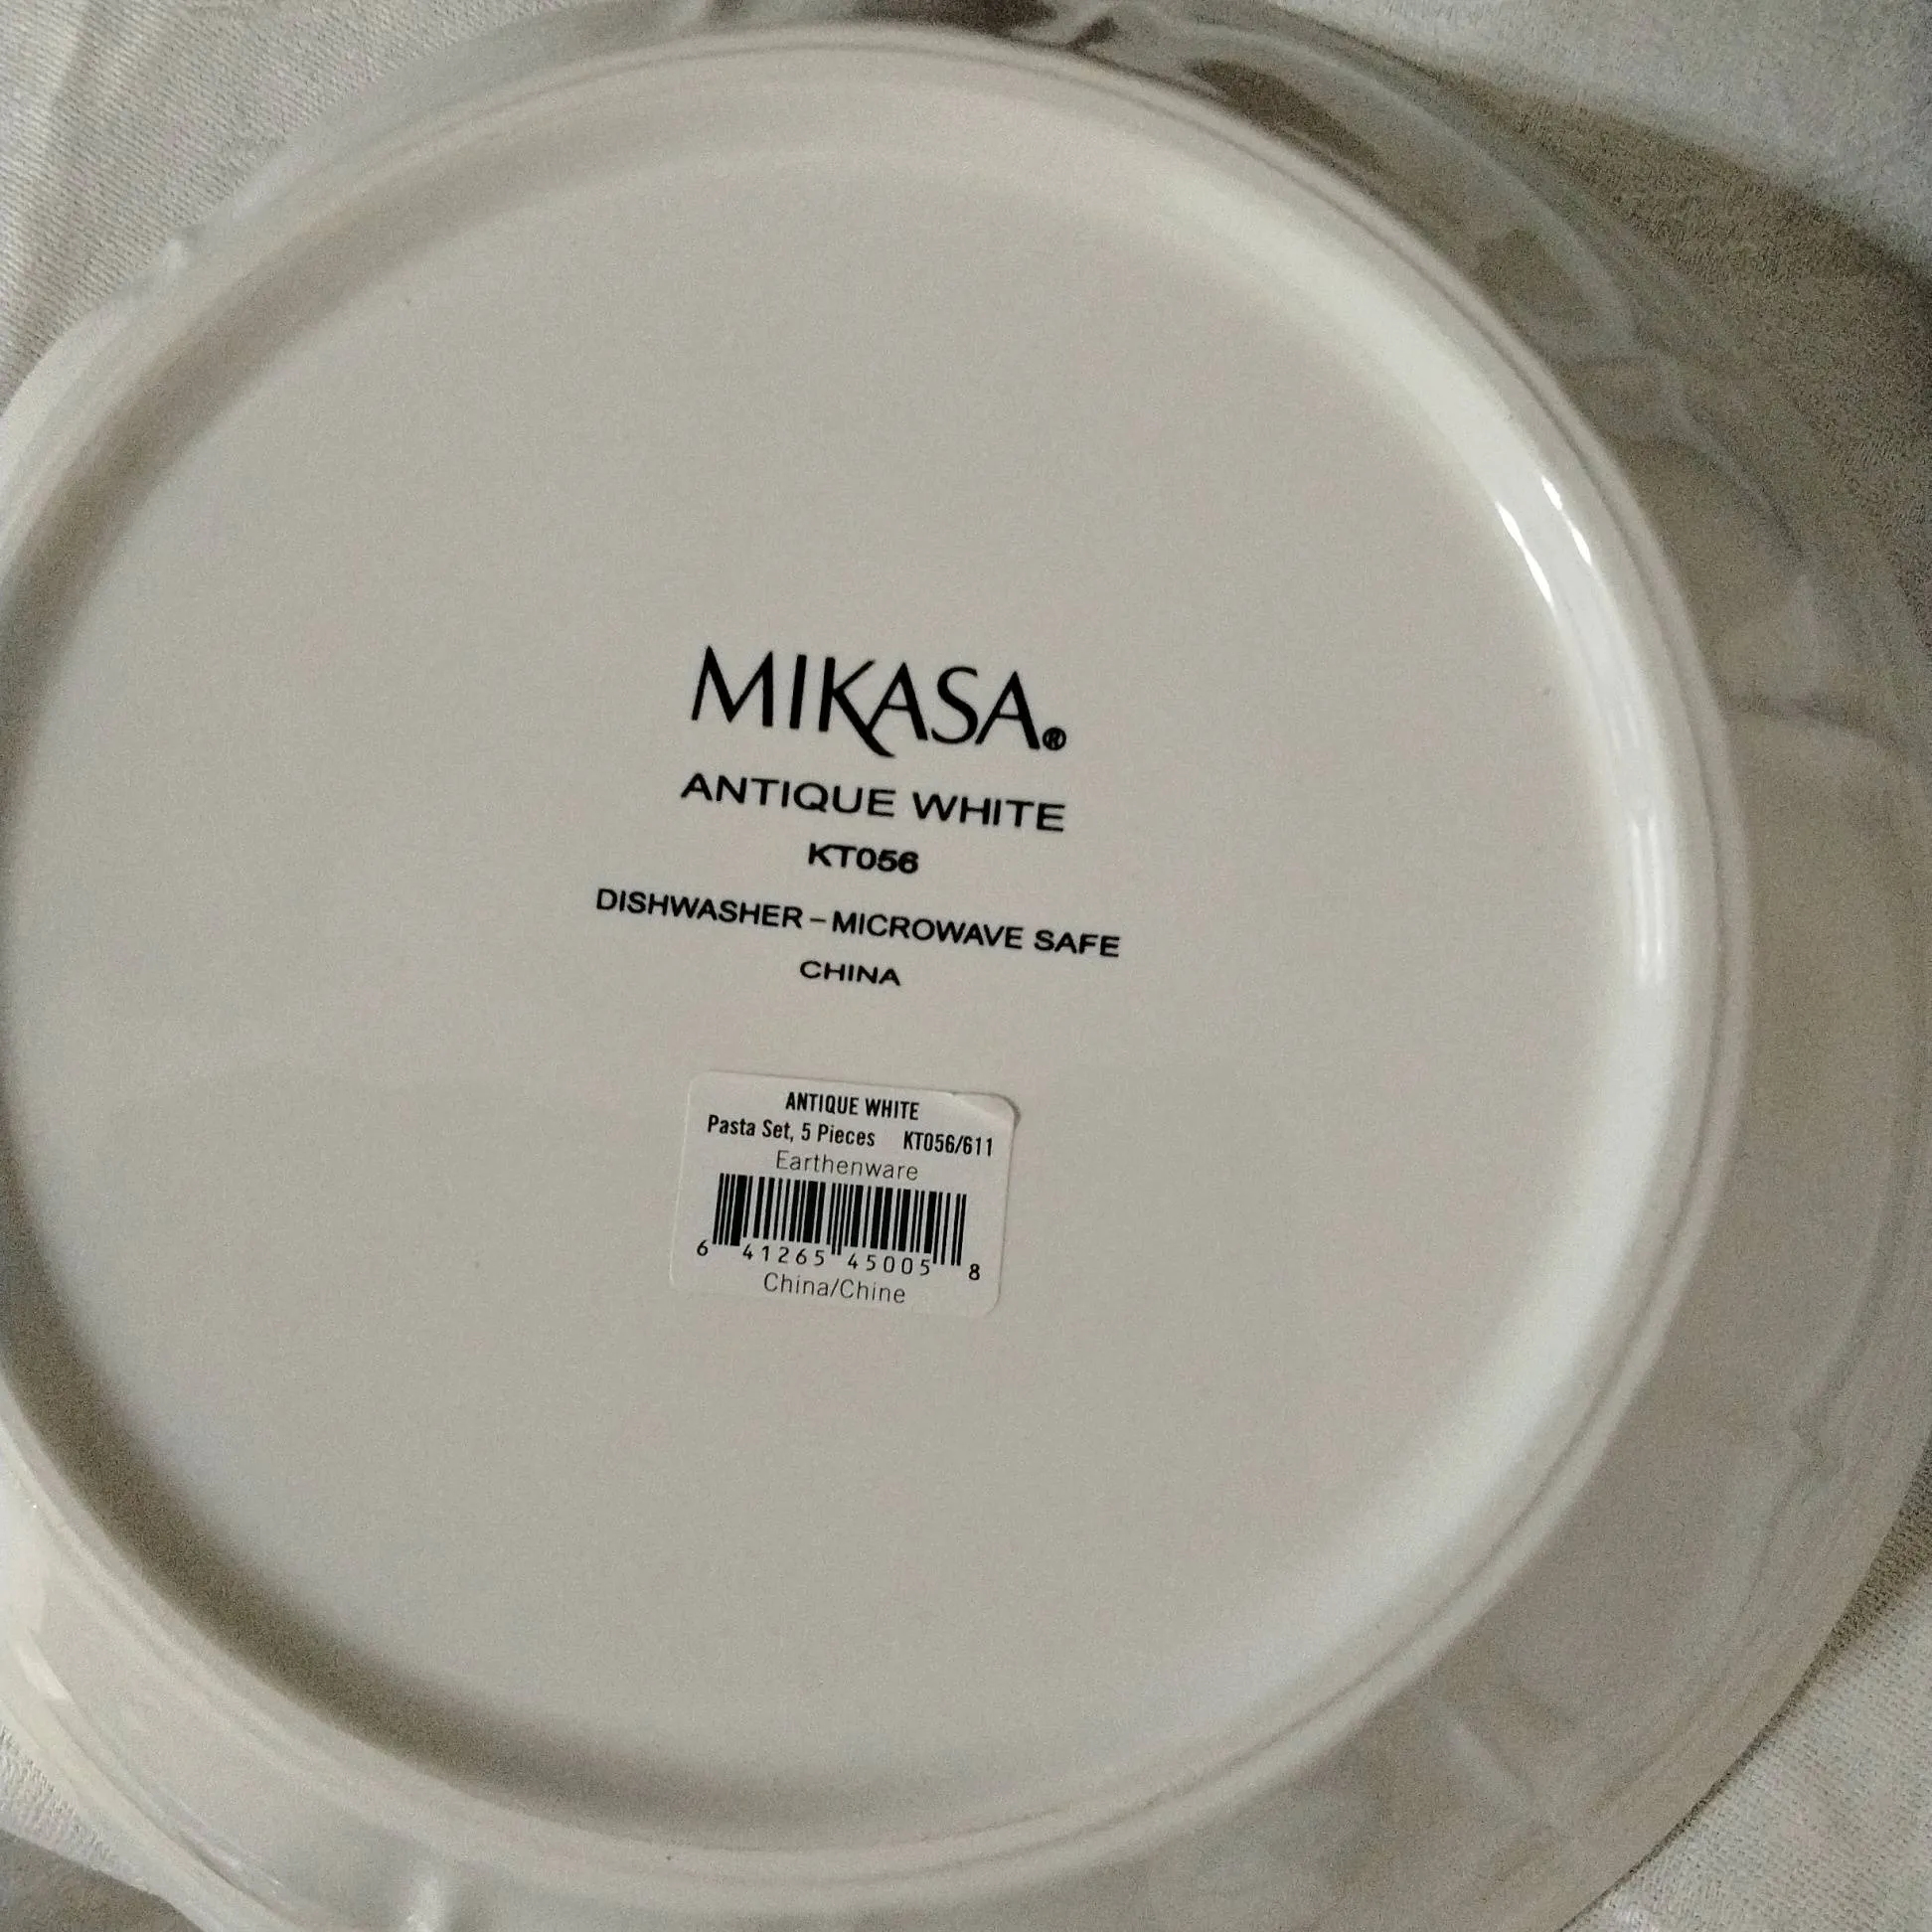 MIKASA®
ANTIQUE WHITE
KT056
DISHWASHER – MICROWAVE SAFE
CHINA
ANTIQUE WHITE
Pasta Set, 5 Pieces KT056/611
Earthenware
6 41265 45005 8
China/Chine